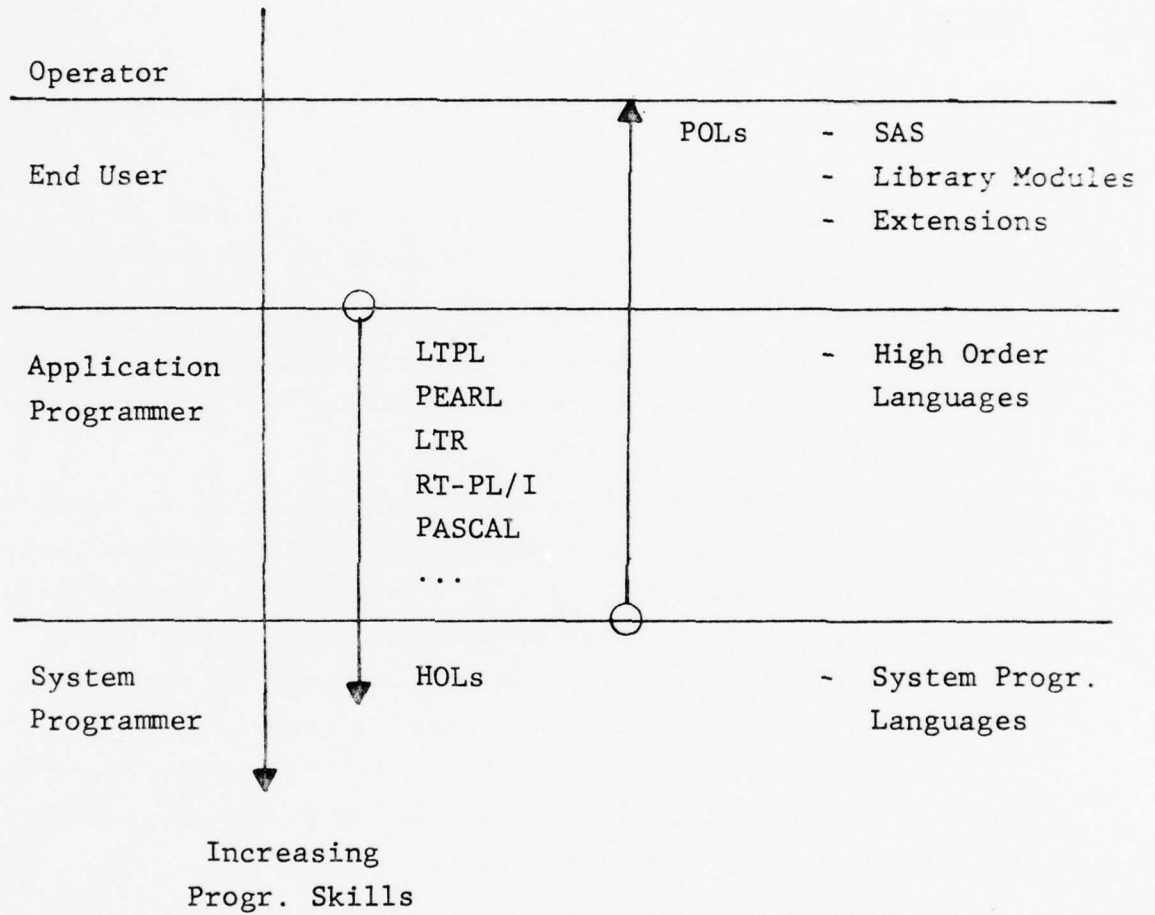 Operator
POLs - SAS
End User
- Library Modules
- Extensions
LTPL
- High Order
Application
PEARL
Languages
Programmer
LTR
RT-PL/I
PASCAL
...
System
HOLs
- System Progr.
Programmer
Languages
Increasing
Progr. Skills